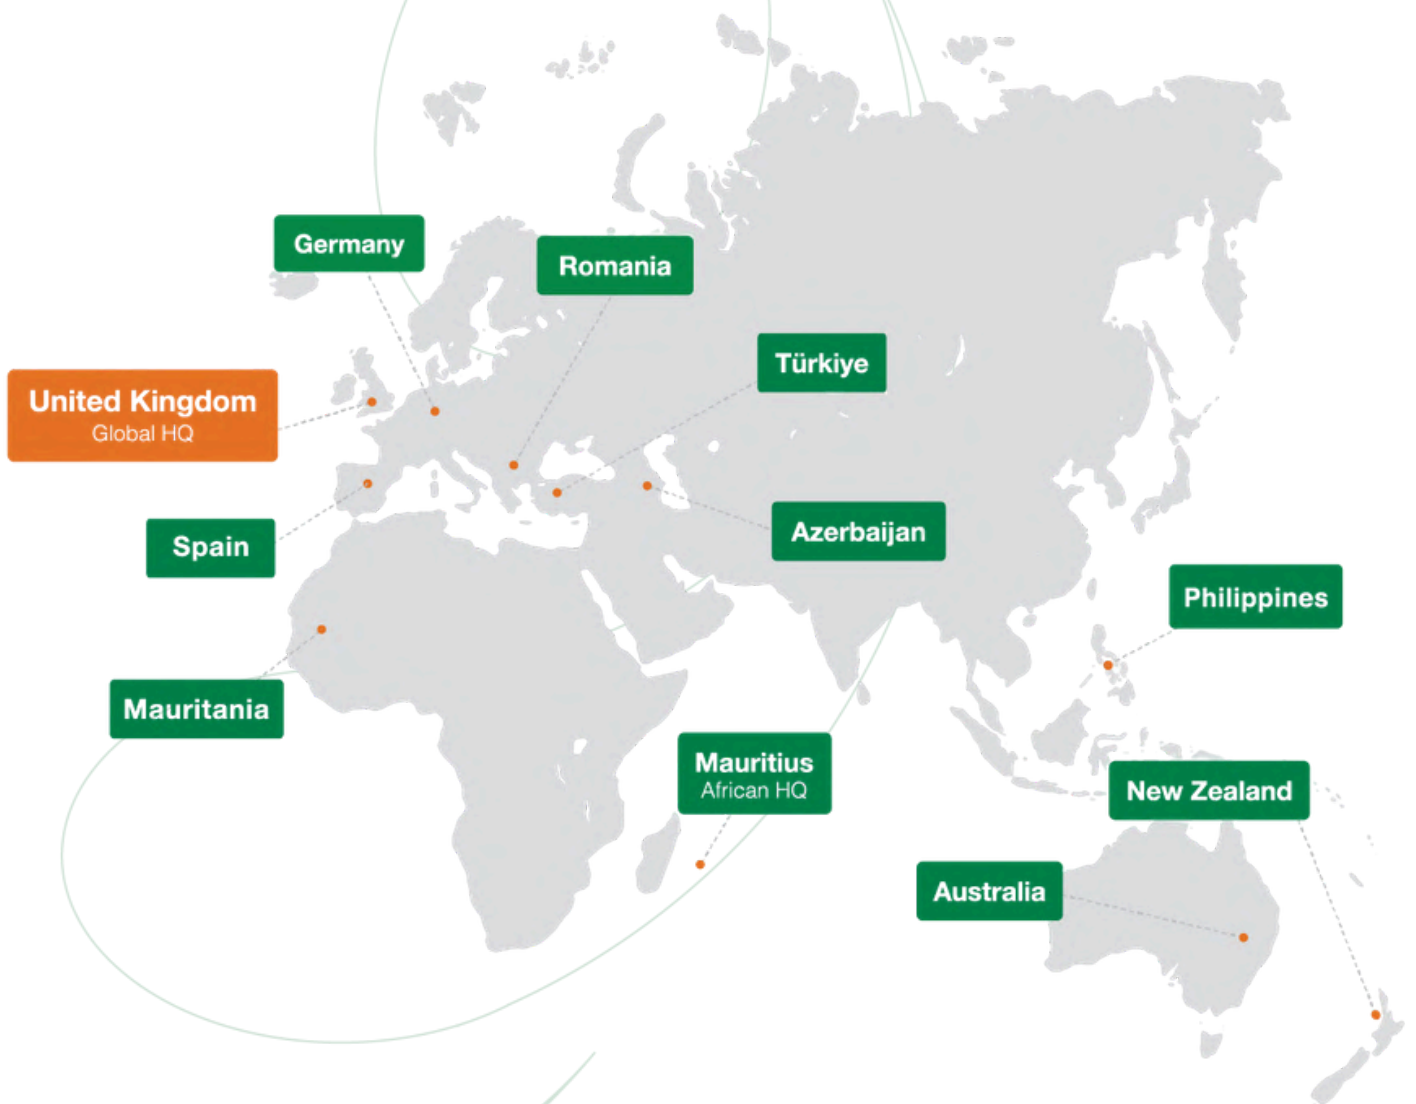 Germany
Romania
Türkiye
United Kingdom
Global HQ
Spain
Azerbaijan
Philippines
Mauritania
Mauritius
African HQ
New Zealand
Australia